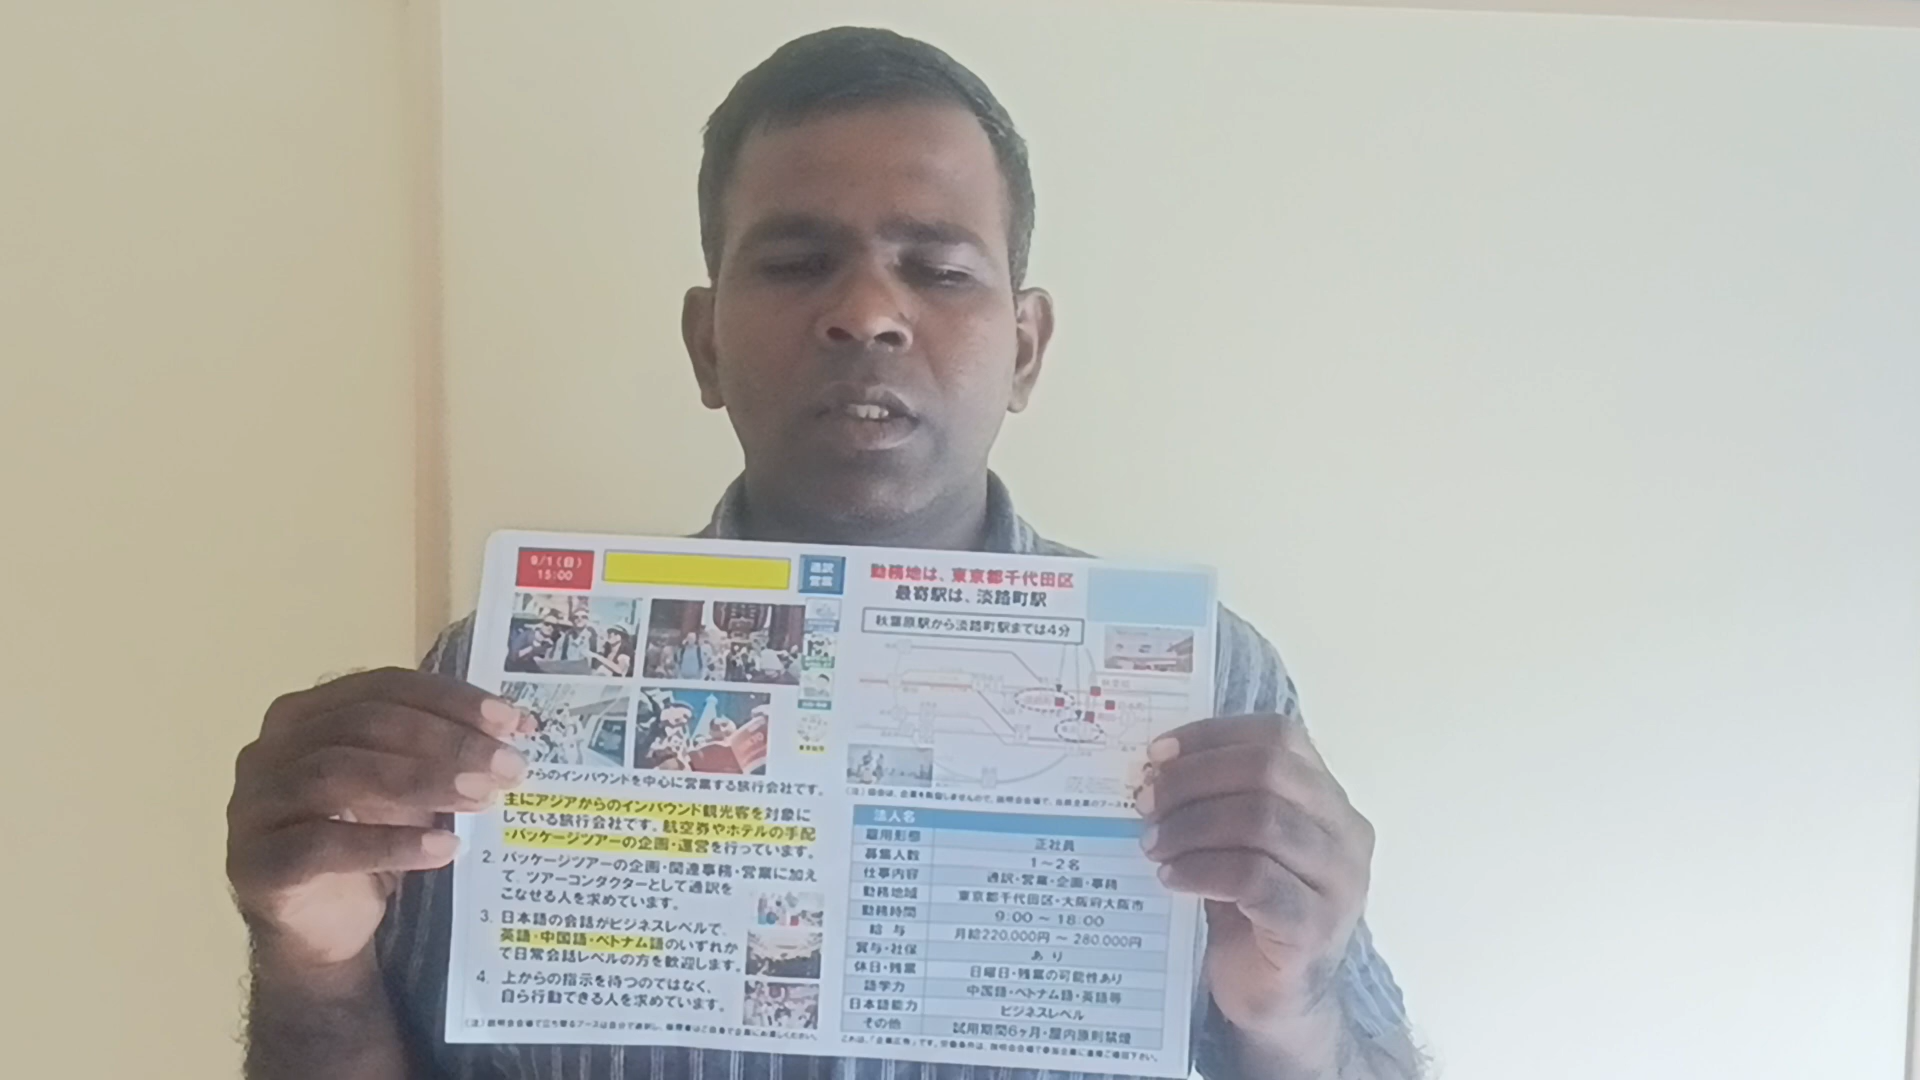 9/1(日)
15:00
通訳
営業
からのインバウンドを中心に営業する旅行会社です。
主にアジアからのインバウンド観光客を対象に
している旅行会社です。航空券やホテルの手配
・パッケージツアーの企画・運営を行っています。
2. パッケージツアーの企画・関連事務・営業に加え
て、ツアーコンダクターとして通訳を
こなせる人を求めています。
3. 日本語の会話がビジネスレベルで、
英語・中国語・ベトナム語のいずれか
で日常会話レベルの方を歓迎します。
4. 上からの指示を待つのではなく、
自ら行動できる人を求めています。
勤務地は、東京都千代田区
最寄駅は、淡路町駅
秋葉原駅から淡路町駅までは4分
法人名
雇用形態 正社員
募集人数 1～2名
仕事内容 通訳・営業・企画・事務
勤務地域 東京都千代田区・大阪府大阪市
勤務時間 9:00 ～ 18:00
給与 月給220,000円 ～ 280,000円
賞与・社保 あり
休日・残業 日曜日・残業の可能性あり
語学力 中国語・ベトナム語・英語等
日本語能力 ビジネスレベル
その他 試用期間6ヶ月・屋内原則禁煙